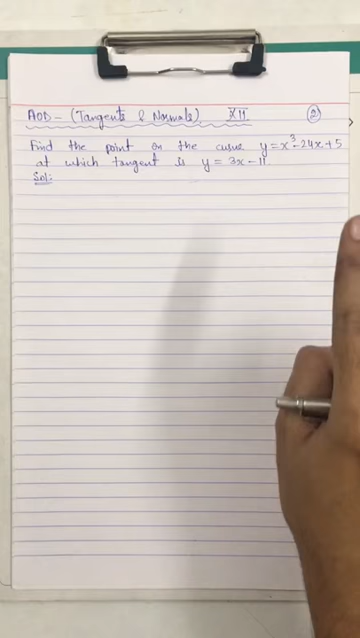 AOD - (Tangents & Normals) XII (2)
Find the point on the curve y = x³ - 24x + 5
at which tangent is y = 3x - 11.
Sol: